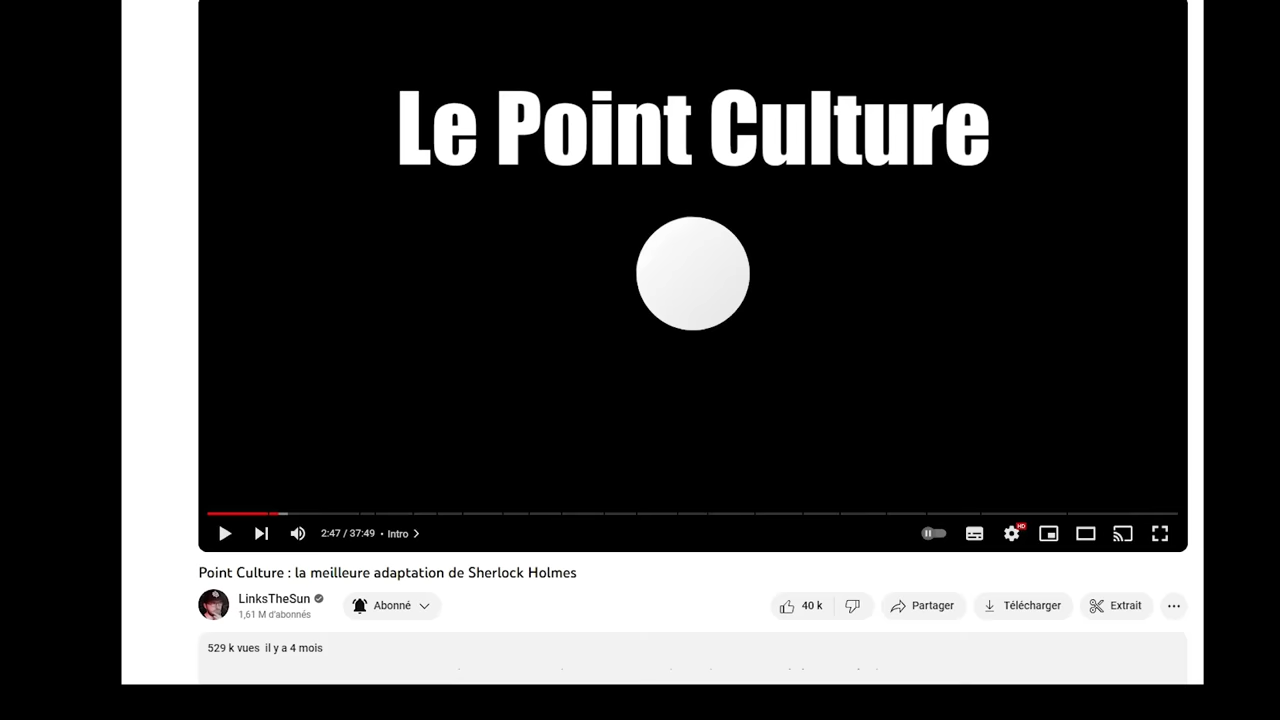 Le Point Culture
2:47 / 37:49 • Intro
HD
Point Culture : la meilleure adaptation de Sherlock Holmes
LinksTheSun
1,61 M d'abonnés
Abonné
40 k
Partager
Télécharger
Extrait
529 k vues il y a 4 mois